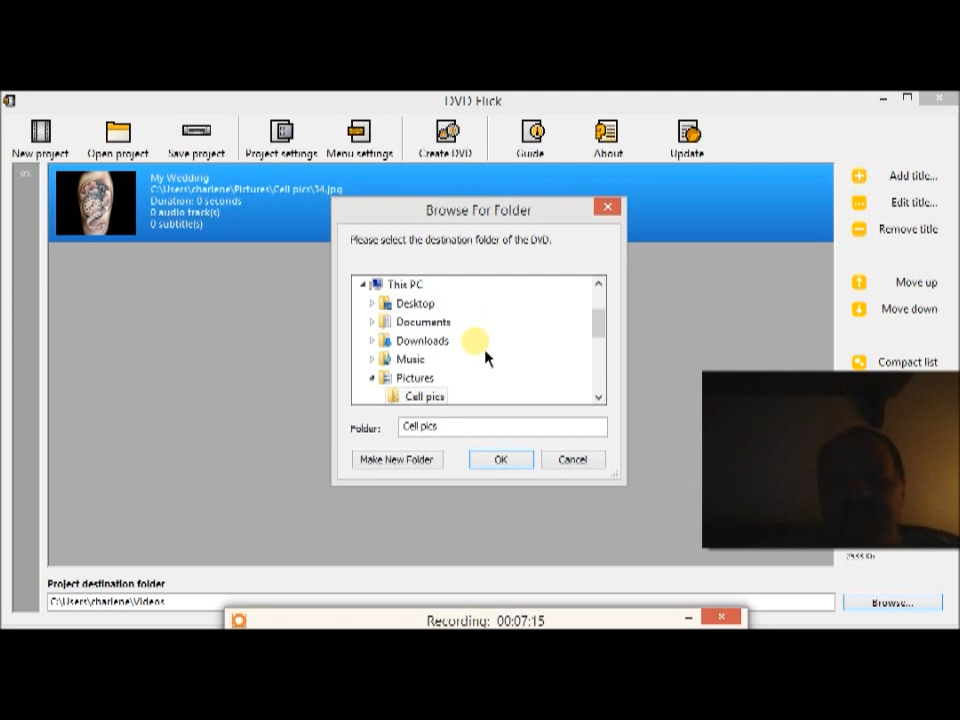 DVD Flick
New project
Open project
Save project
Project settings
Menu settings
Create DVD
Guide
About
Update
0%
My Wedding
C:\Users\charlene\Pictures\Cell pics\34.jpg
Duration: 0 seconds
0 audio track(s)
0 subtitle(s)
Add title...
Edit title...
Remove title
Move up
Move down
Compact list
Browse For Folder
Please select the destination folder of the DVD.
This PC
Desktop
Documents
Downloads
Music
Pictures
Cell pics
Folder: Cell pics
Make New Folder
OK
Cancel
Project destination folder
C:\Users\charlene\Videos
Browse...
Recording: 00:07:15